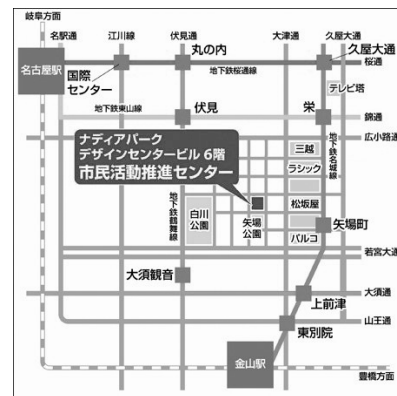 岐阜方面
名駅通
江川線
伏見通
大津通
久屋大通
丸の内
久屋大通
桜通
名古屋駅
国際
センター
地下鉄桜通線
テレビ塔
地下鉄東山線
伏見
栄
錦通
広小路通
ナディアパーク
デザインセンタービル 6階
市民活動推進センター
三越
ラシック
地下鉄名城線
松坂屋
地下鉄鶴舞線
白川
公園
矢場
公園
矢場町
パルコ
若宮大通
大須観音
上前津
大須通
東別院
山王通
金山駅
豊橋方面